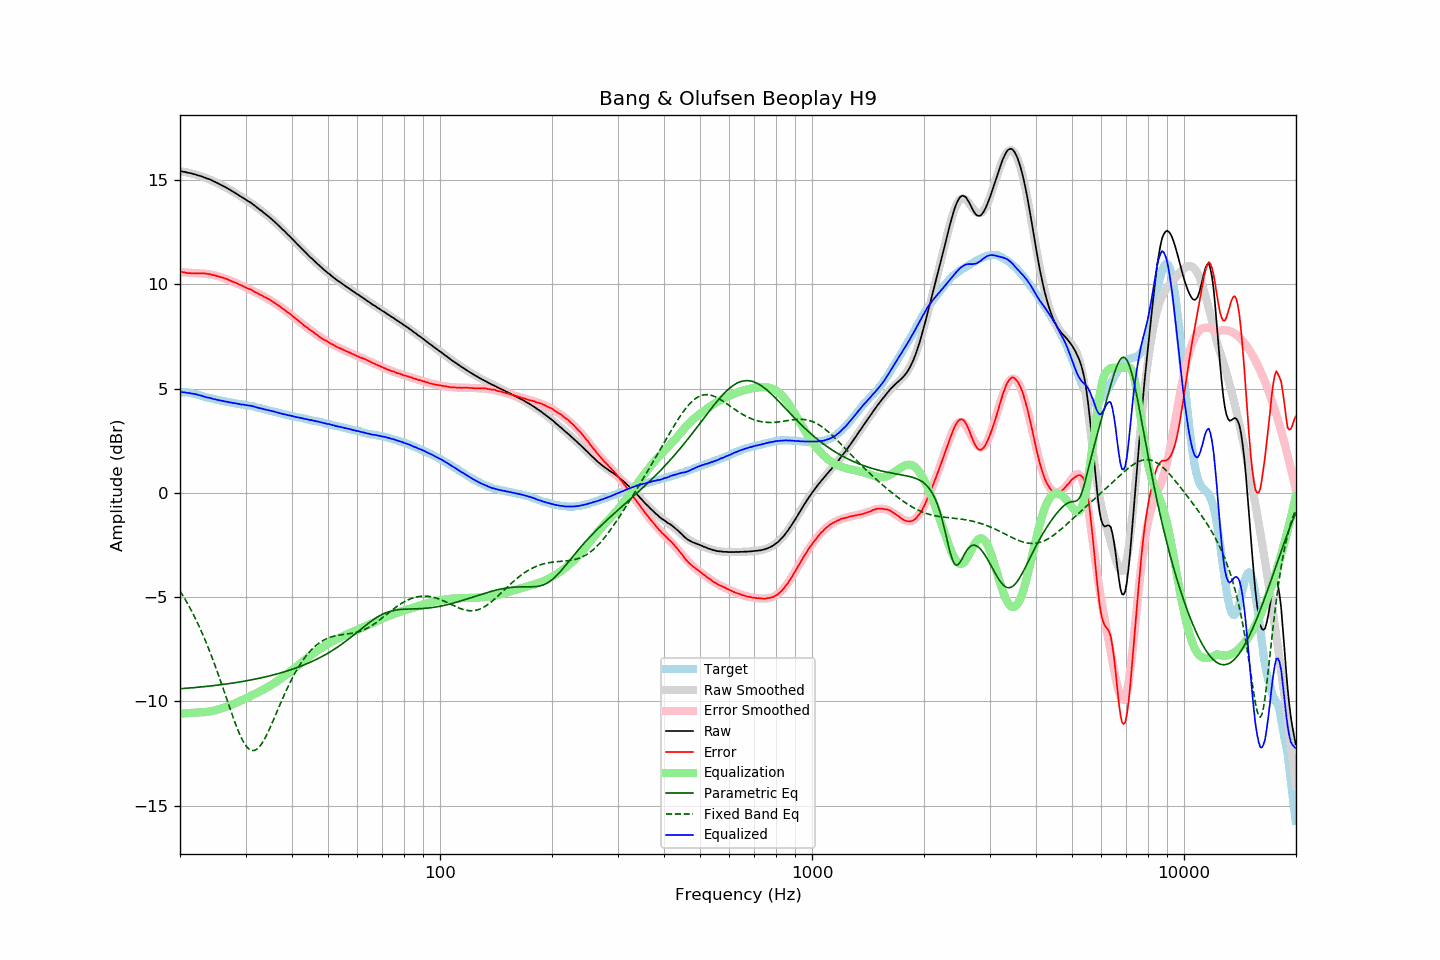 Bang & Olufsen Beoplay H9
Amplitude (dBr)
15
10
5
0
−5
−10
−15
Target
Raw Smoothed
Error Smoothed
Raw
Error
Equalization
Parametric Eq
Fixed Band Eq
Equalized
100
1000
10000
Frequency (Hz)